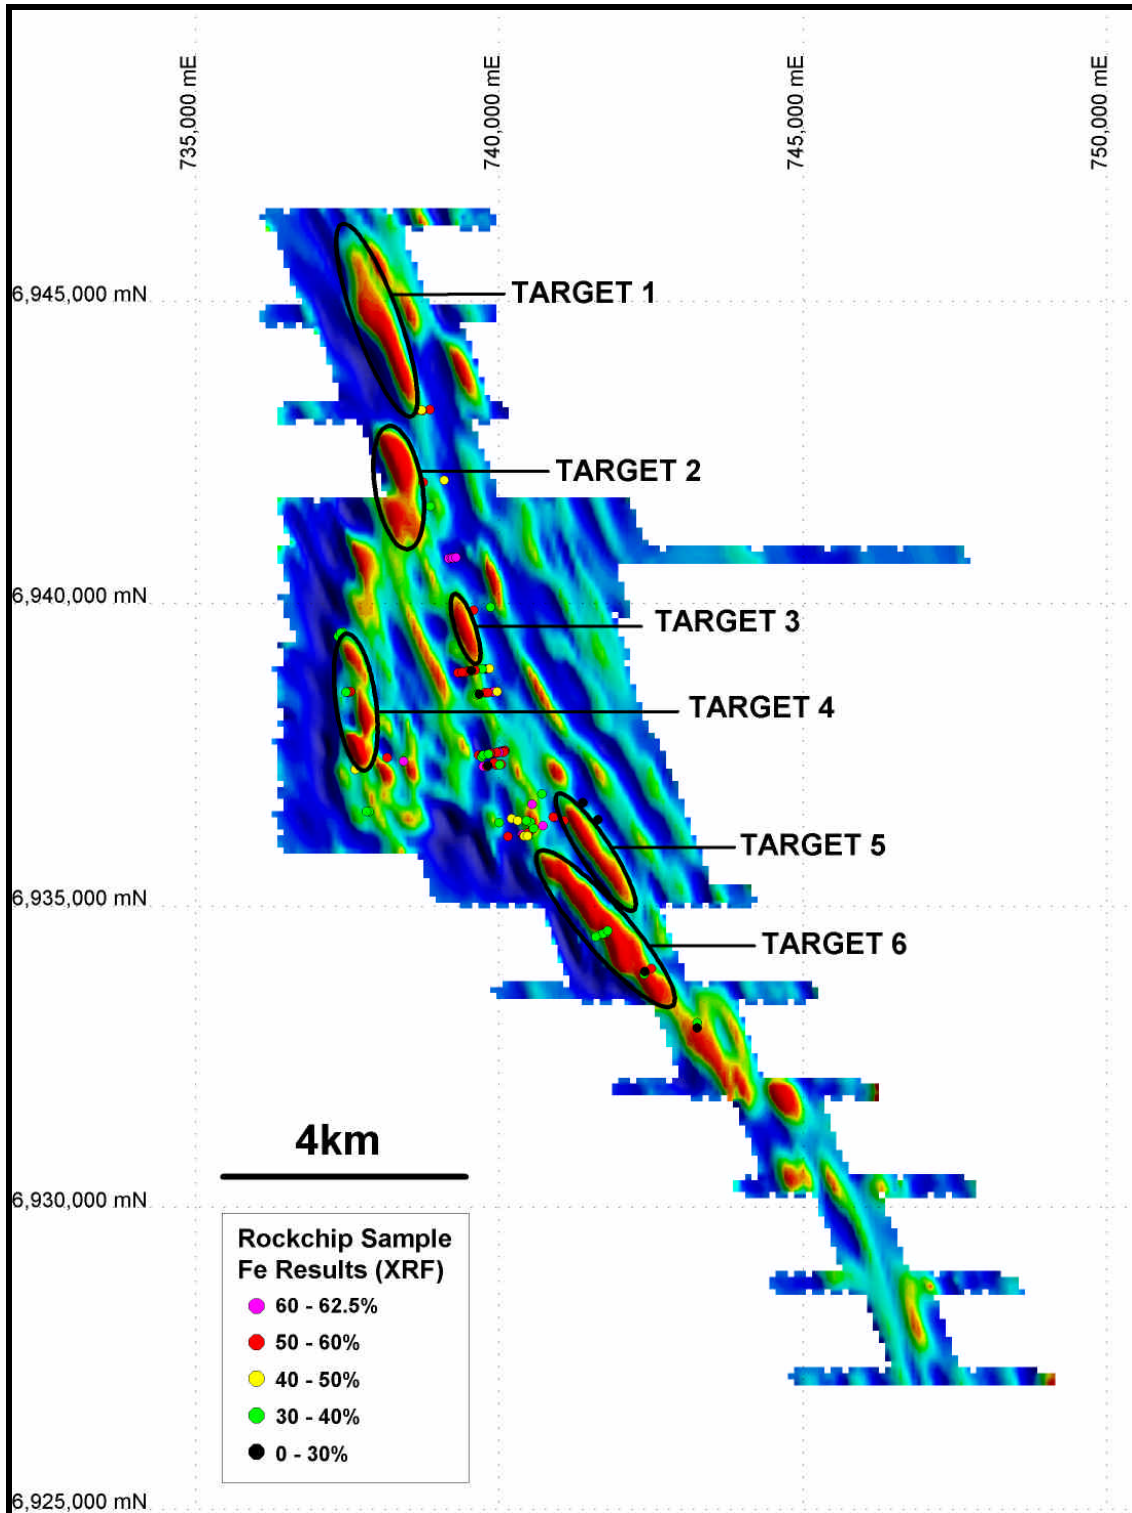 735,000 mE
740,000 mE
745,000 mE
750,000 mE
6,945,000 mN
TARGET 1
TARGET 2
6,940,000 mN
TARGET 3
TARGET 4
TARGET 5
6,935,000 mN
TARGET 6
4km
6,930,000 mN
Rockchip Sample
Fe Results (XRF)
60 - 62.5%
50 - 60%
40 - 50%
30 - 40%
0 - 30%
6,925,000 mN